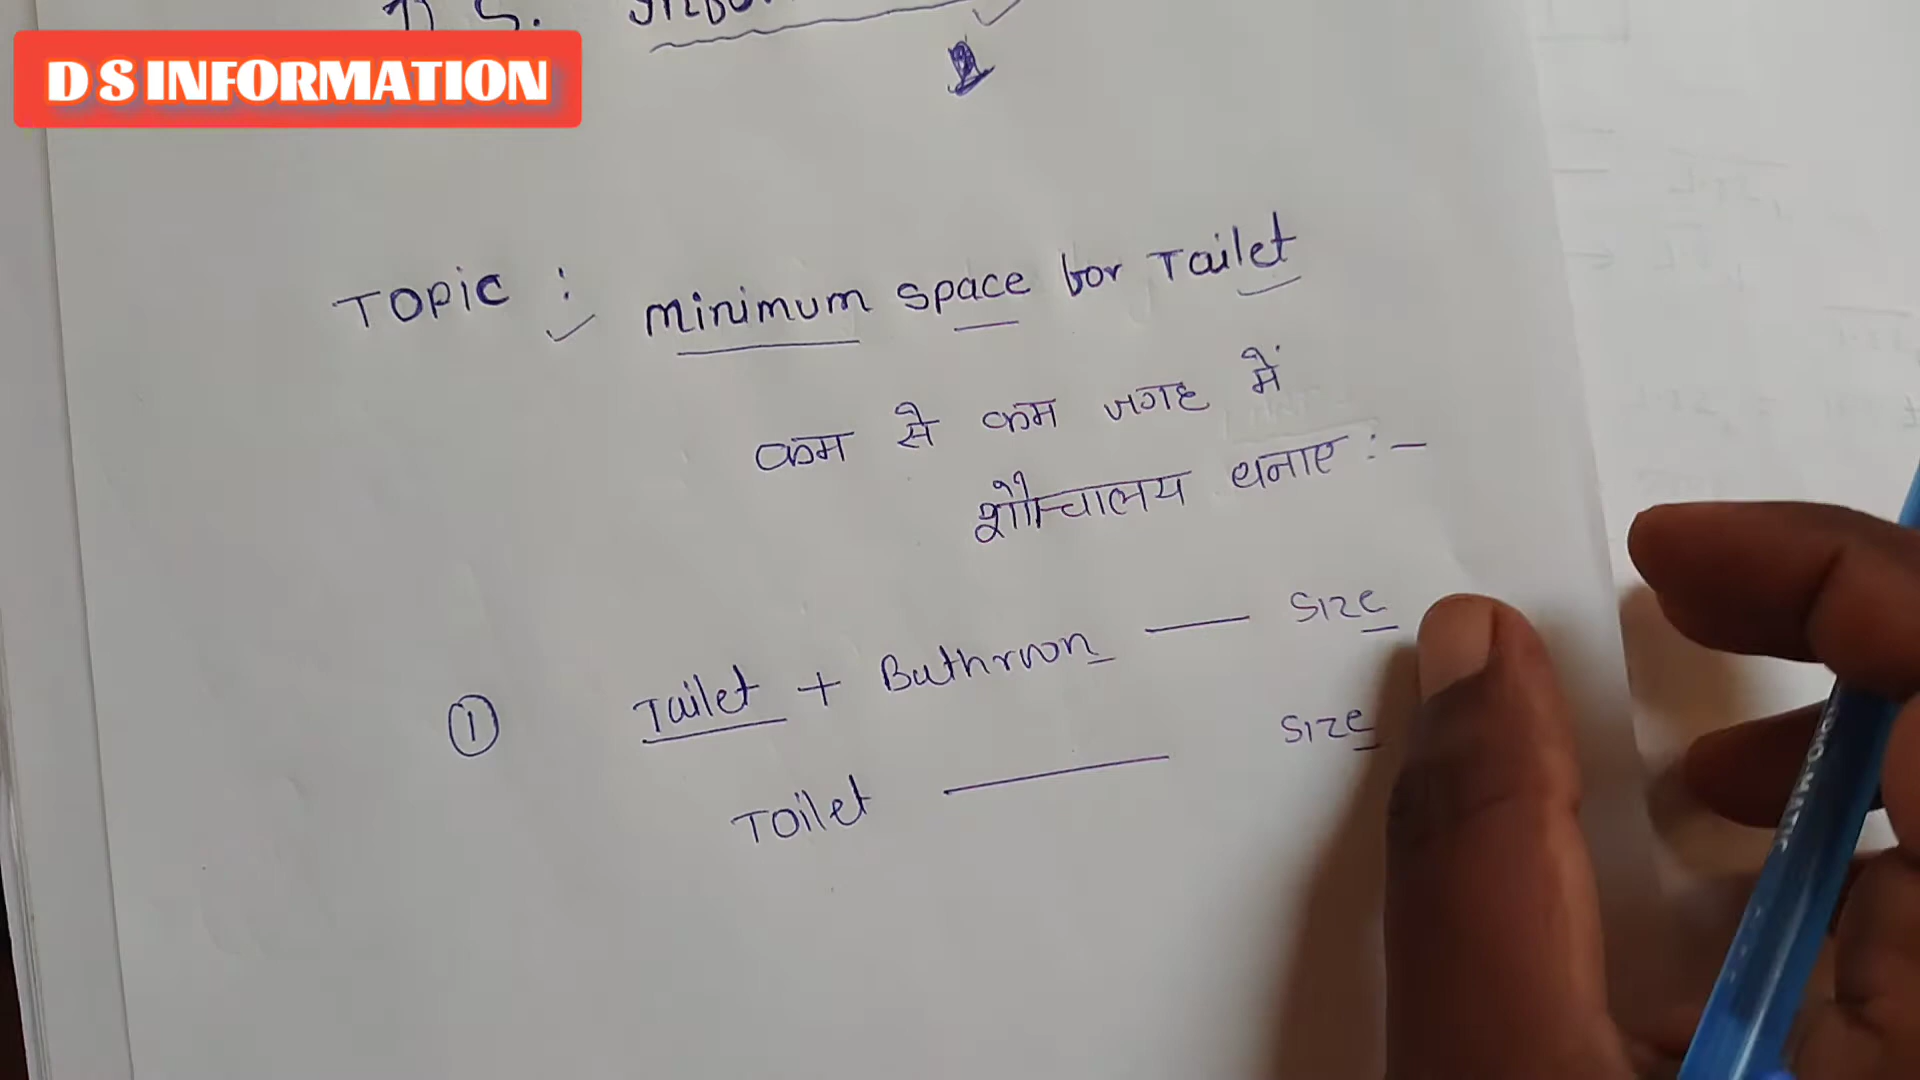 D S INFORMATION
D S.
TOPIC : minimum space for Tailet
कम से कम जगह में
शौचालय बनाए :-
① Tailet + Bathroon — Size
Toilet — Size